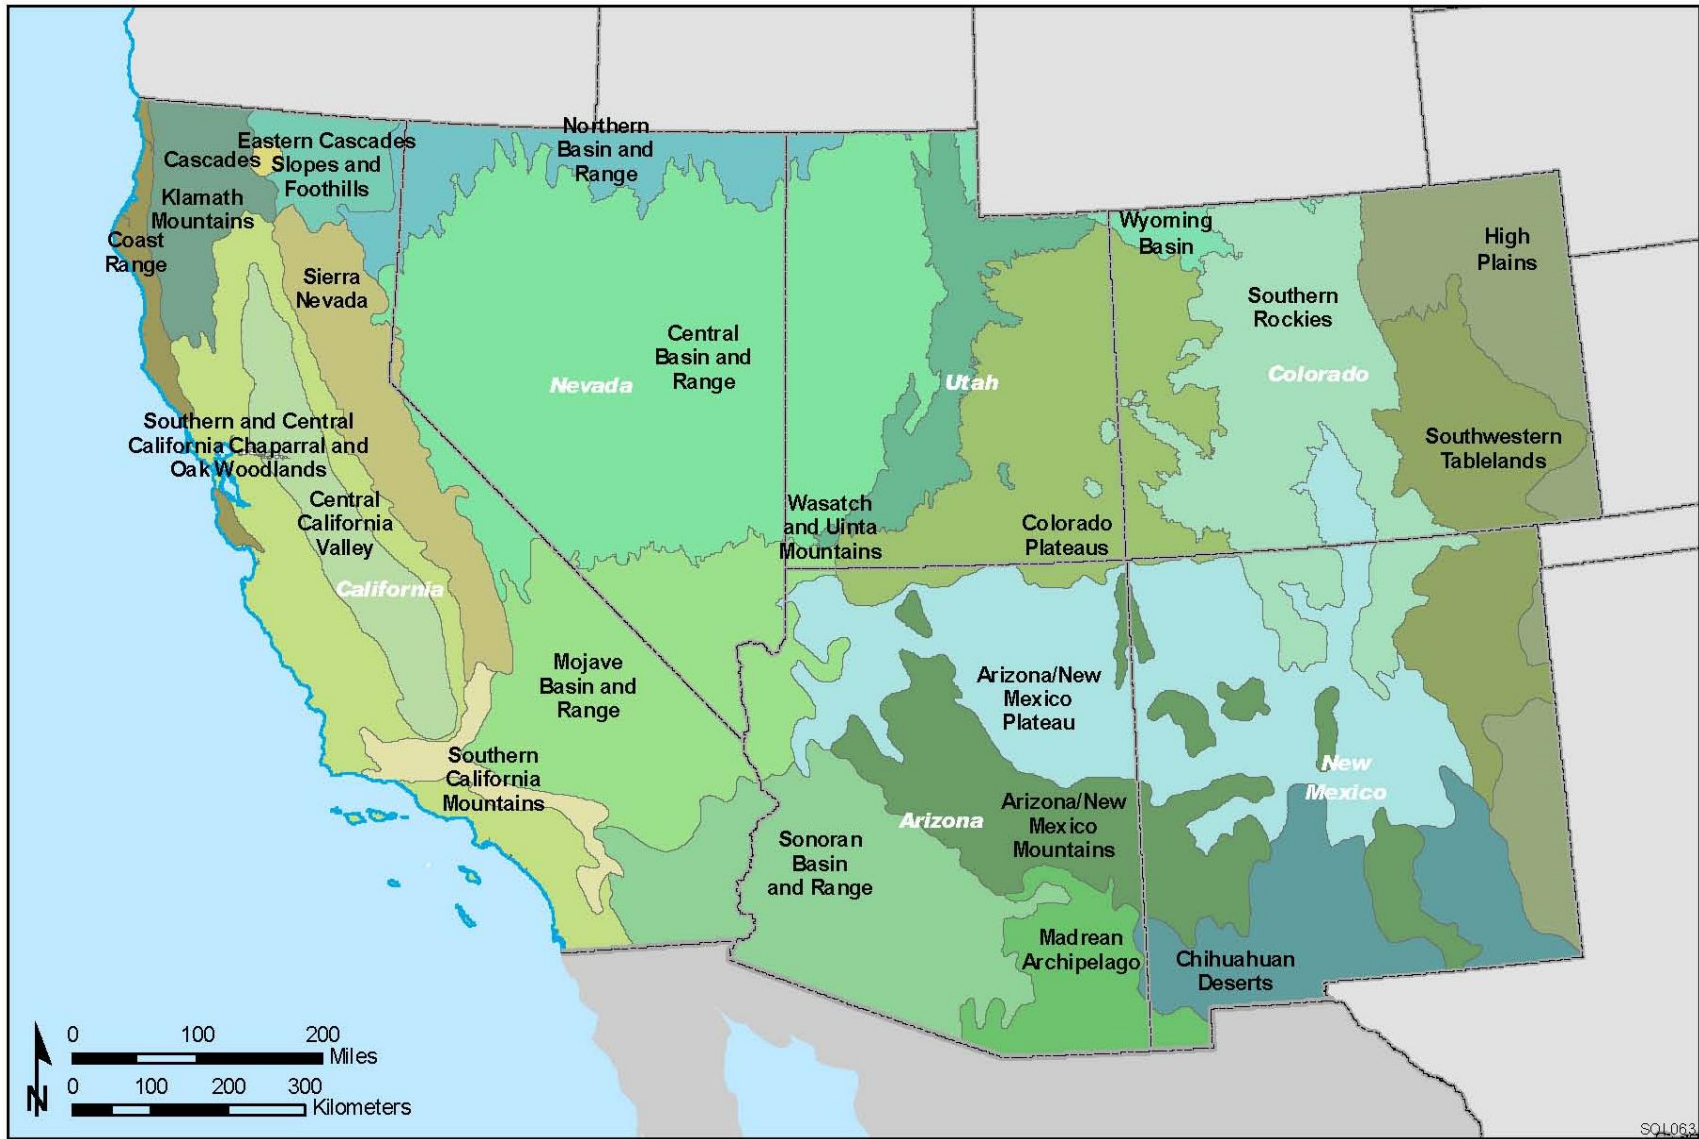 Northern
Basin and
Range
Eastern Cascades
Slopes and
Foothills
Cascades
Klamath
Mountains
Coast
Range
Wyoming
Basin
High
Plains
Sierra
Nevada
Southern
Rockies
Central
Basin and
Range
Nevada
Utah
Colorado
Southern and Central
California Chaparral and
Oak Woodlands
Southwestern
Tablelands
Central
California
Valley
Wasatch
and Uinta
Mountains
Colorado
Plateaus
California
Mojave
Basin and
Range
Arizona/New
Mexico
Plateau
Southern
California
Mountains
New
Mexico
Arizona
Arizona/New
Mexico
Mountains
Sonoran
Basin
and Range
Madrean
Archipelago
Chihuahuan
Deserts
N
0 100 200
Miles
0 100 200 300
Kilometers
SOL063